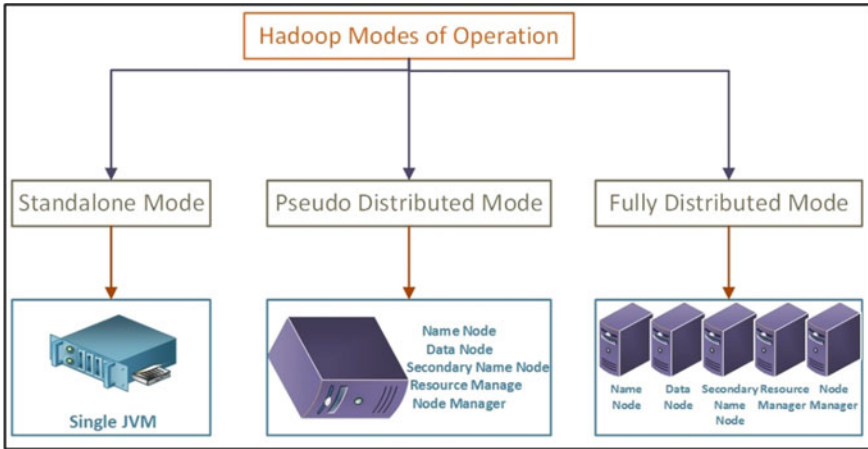 Hadoop Modes of Operation
Standalone Mode
Pseudo Distributed Mode
Fully Distributed Mode
Single JVM
Name Node
Data Node
Secondary Name Node
Resource Manage
Node Manager
Name
Node
Data
Node
Secondary
Name
Node
Resource
Manager
Node
Manager